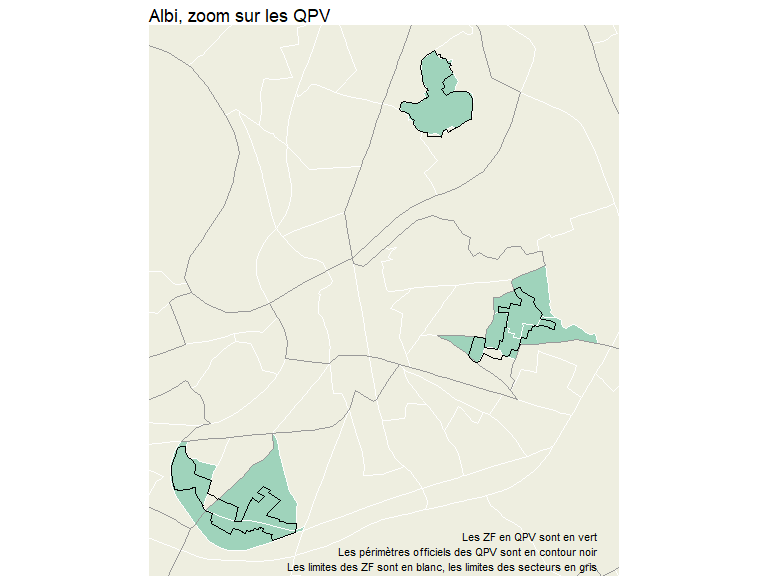 Albi, zoom sur les QPV
Les ZF en QPV sont en vert
Les périmètres officiels des QPV sont en contour noir
Les limites des ZF sont en blanc, les limites des secteurs en gris